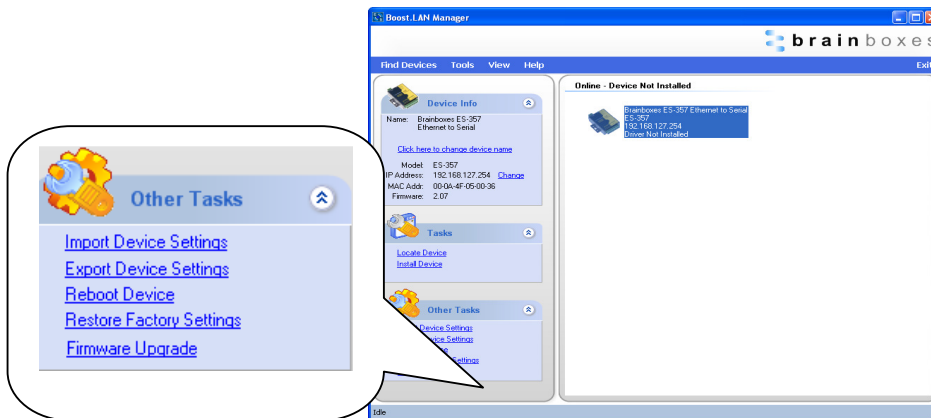 Boost.LAN Manager
brainboxes
Find Devices Tools View Help Exit
Device Info
Name: Brainboxes ES-357
Ethernet to Serial
Click here to change device name
Model: ES-357
IP Address: 192.168.127.254 Change
MAC Addr: 00-0A-4F-05-00-36
Firmware: 2.07
Tasks
Locate Device
Install Device
Other Tasks
Device Settings
Settings
Settings
Online - Device Not Installed
Brainboxes ES-357 Ethernet to Serial
ES-357
192.168.127.254
Driver Not Installed
Idle
Other Tasks
Import Device Settings
Export Device Settings
Reboot Device
Restore Factory Settings
Firmware Upgrade